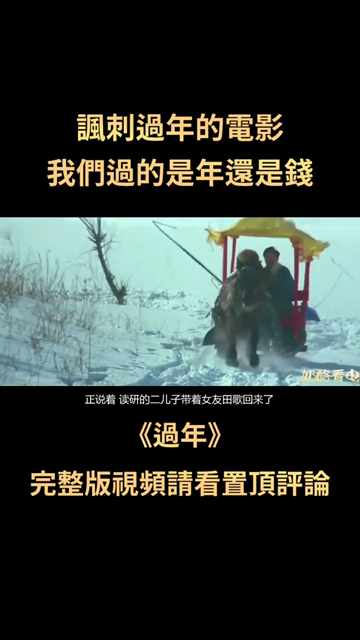 諷刺過年的電影
我們過的是年還是錢
正说着 读研的二儿子带着女友田歌回来了
《過年》
完整版視頻請看置頂評論